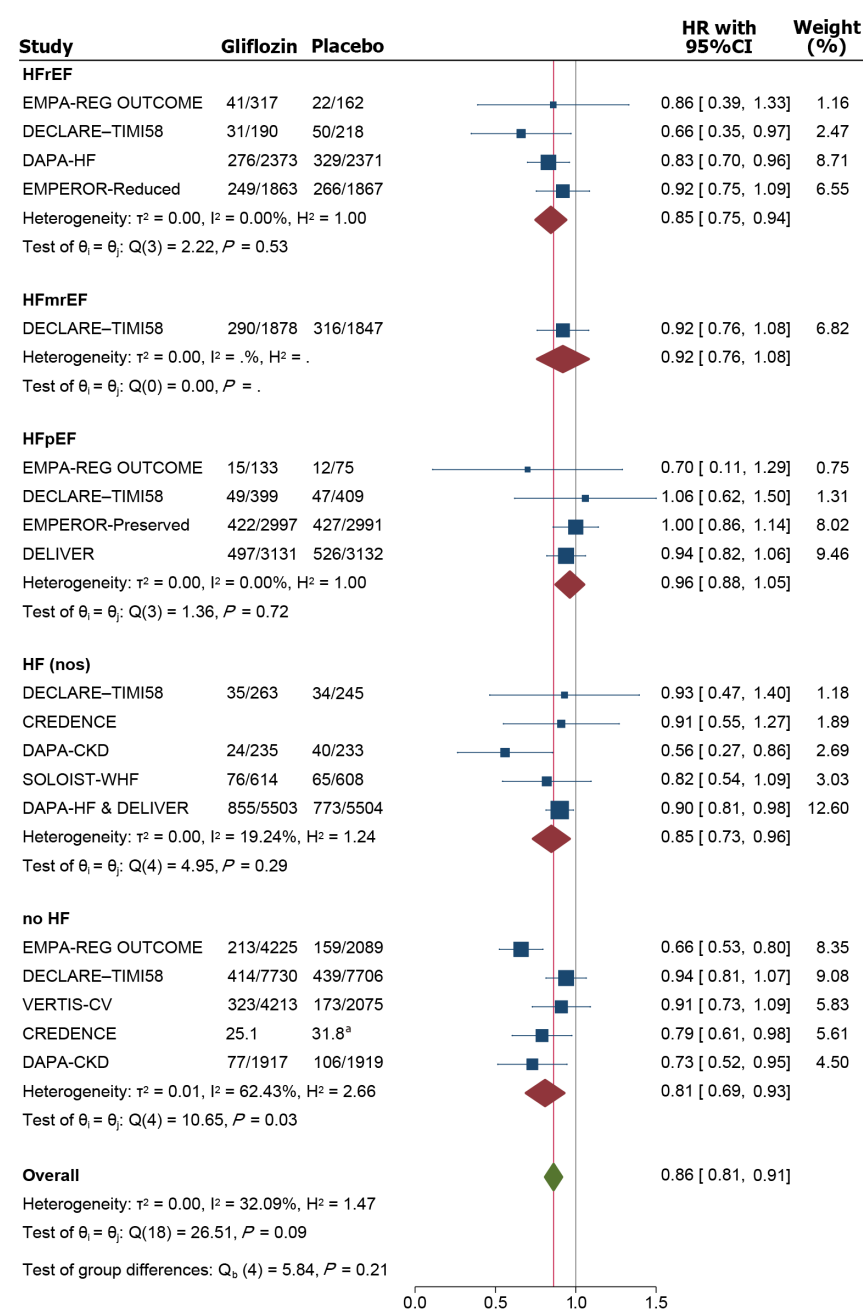 Study Gliflozin Placebo HR with 95%CI Weight (%)
HFrEF
EMPA-REG OUTCOME 41/317 22/162 0.86 [ 0.39, 1.33] 1.16
DECLARE–TIMI58 31/190 50/218 0.66 [ 0.35, 0.97] 2.47
DAPA-HF 276/2373 329/2371 0.83 [ 0.70, 0.96] 8.71
EMPEROR-Reduced 249/1863 266/1867 0.92 [ 0.75, 1.09] 6.55
Heterogeneity: τ² = 0.00, I² = 0.00%, H² = 1.00 0.85 [ 0.75, 0.94]
Test of θi = θj: Q(3) = 2.22, P = 0.53
HFmrEF
DECLARE–TIMI58 290/1878 316/1847 0.92 [ 0.76, 1.08] 6.82
Heterogeneity: τ² = 0.00, I² = .%, H² = . 0.92 [ 0.76, 1.08]
Test of θi = θj: Q(0) = 0.00, P = .
HFpEF
EMPA-REG OUTCOME 15/133 12/75 0.70 [ 0.11, 1.29] 0.75
DECLARE–TIMI58 49/399 47/409 1.06 [ 0.62, 1.50] 1.31
EMPEROR-Preserved 422/2997 427/2991 1.00 [ 0.86, 1.14] 8.02
DELIVER 497/3131 526/3132 0.94 [ 0.82, 1.06] 9.46
Heterogeneity: τ² = 0.00, I² = 0.00%, H² = 1.00 0.96 [ 0.88, 1.05]
Test of θi = θj: Q(3) = 1.36, P = 0.72
HF (nos)
DECLARE–TIMI58 35/263 34/245 0.93 [ 0.47, 1.40] 1.18
CREDENCE 0.91 [ 0.55, 1.27] 1.89
DAPA-CKD 24/235 40/233 0.56 [ 0.27, 0.86] 2.69
SOLOIST-WHF 76/614 65/608 0.82 [ 0.54, 1.09] 3.03
DAPA-HF & DELIVER 855/5503 773/5504 0.90 [ 0.81, 0.98] 12.60
Heterogeneity: τ² = 0.00, I² = 19.24%, H² = 1.24 0.85 [ 0.73, 0.96]
Test of θi = θj: Q(4) = 4.95, P = 0.29
no HF
EMPA-REG OUTCOME 213/4225 159/2089 0.66 [ 0.53, 0.80] 8.35
DECLARE–TIMI58 414/7730 439/7706 0.94 [ 0.81, 1.07] 9.08
VERTIS-CV 323/4213 173/2075 0.91 [ 0.73, 1.09] 5.83
CREDENCE 25.1 31.8ᵃ 0.79 [ 0.61, 0.98] 5.61
DAPA-CKD 77/1917 106/1919 0.73 [ 0.52, 0.95] 4.50
Heterogeneity: τ² = 0.01, I² = 62.43%, H² = 2.66 0.81 [ 0.69, 0.93]
Test of θi = θj: Q(4) = 10.65, P = 0.03
Overall 0.86 [ 0.81, 0.91]
Heterogeneity: τ² = 0.00, I² = 32.09%, H² = 1.47
Test of θi = θj: Q(18) = 26.51, P = 0.09
Test of group differences: Qb (4) = 5.84, P = 0.21
0.0 0.5 1.0 1.5